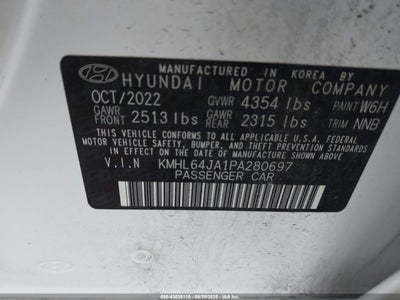 MANUFACTURED IN KOREA BY
HYUNDAI MOTOR COMPANY
OCT/2022 GVWR 4354 lbs PAINT W6H
GAWR FRONT 2513 lbs GAWR REAR 2315 lbs TRIM NNB
THIS VEHICLE CONFORMS TO ALL APPLICABLE U.S.A. FEDERAL
MOTOR VEHICLE SAFETY, BUMPER, AND THEFT PREVENTION
STANDARDS IN EFFECT ON THE DATE OF MANUFACTURE SHOWN ABOVE.
V.I.N KMHL64JA1PA280697
PASSENGER CAR